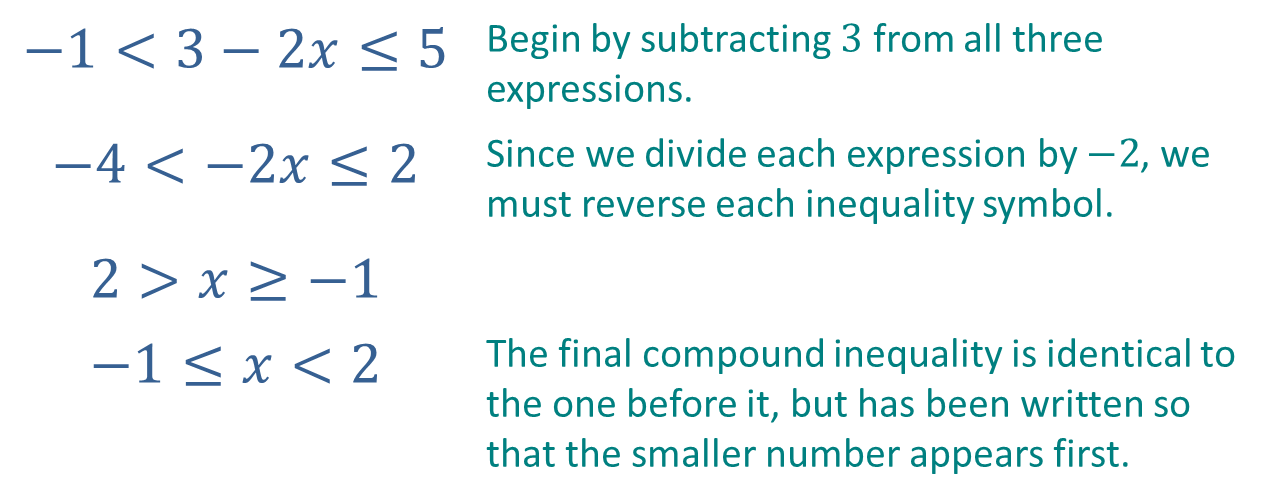 −1 < 3 − 2x ≤ 5 Begin by subtracting 3 from all three
expressions.
−4 < −2x ≤ 2 Since we divide each expression by −2, we
must reverse each inequality symbol.
2 > x ≥ −1
−1 ≤ x < 2 The final compound inequality is identical to
the one before it, but has been written so
that the smaller number appears first.